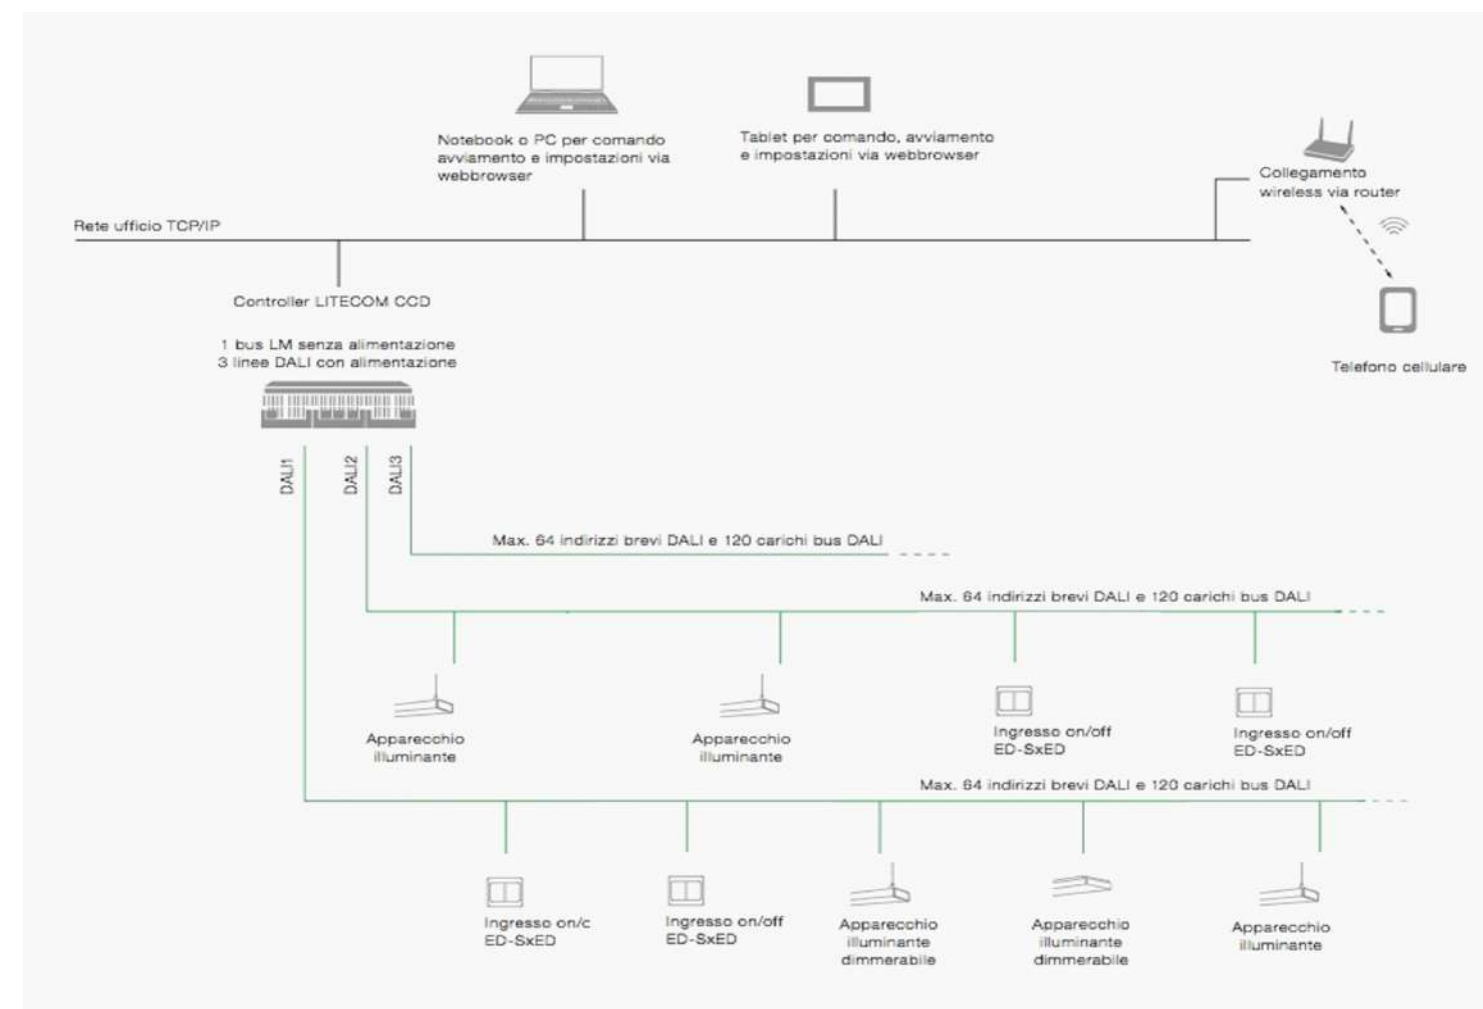 Notebook o PC per comando
avviamento e impostazioni via
webbrowser
Tablet per comando, avviamento
e impostazioni via webbrowser
Collegamento
wireless via router
Rete ufficio TCP/IP
Controller LITECOM CCD
1 bus LM senza alimentazione
3 linee DALI con alimentazione
Telefono cellulare
DALI1
DALI2
DALI3
Max. 64 indirizzi brevi DALI e 120 carichi bus DALI
Max. 64 indirizzi brevi DALI e 120 carichi bus DALI
Apparecchio
illuminante
Apparecchio
illuminante
Ingresso on/off
ED-SxED
Ingresso on/off
ED-SxED
Max. 64 indirizzi brevi DALI e 120 carichi bus DALI
Ingresso on/c
ED-SxED
Ingresso on/off
ED-SxED
Apparecchio
illuminante
dimmerabile
Apparecchio
illuminante
dimmerabile
Apparecchio
illuminante